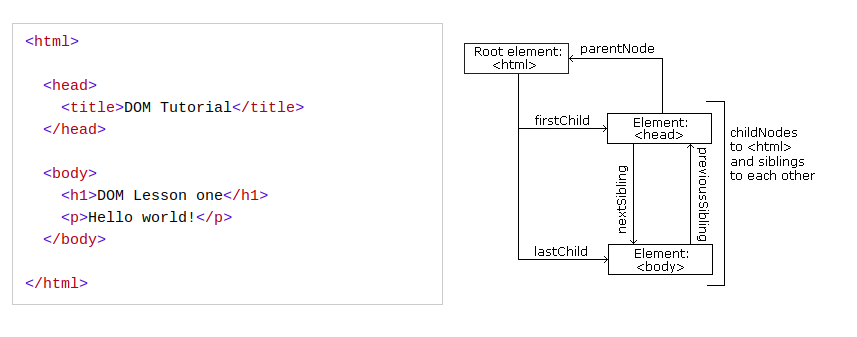 <html>
<head>
<title>DOM Tutorial</title>
</head>
<body>
<h1>DOM Lesson one</h1>
<p>Hello world!</p>
</body>
</html>
Root element:
<html>
parentNode
firstChild
Element:
<head>
nextSibling
previousSibling
lastChild
Element:
<body>
childNodes
to <html>
and siblings
to each other